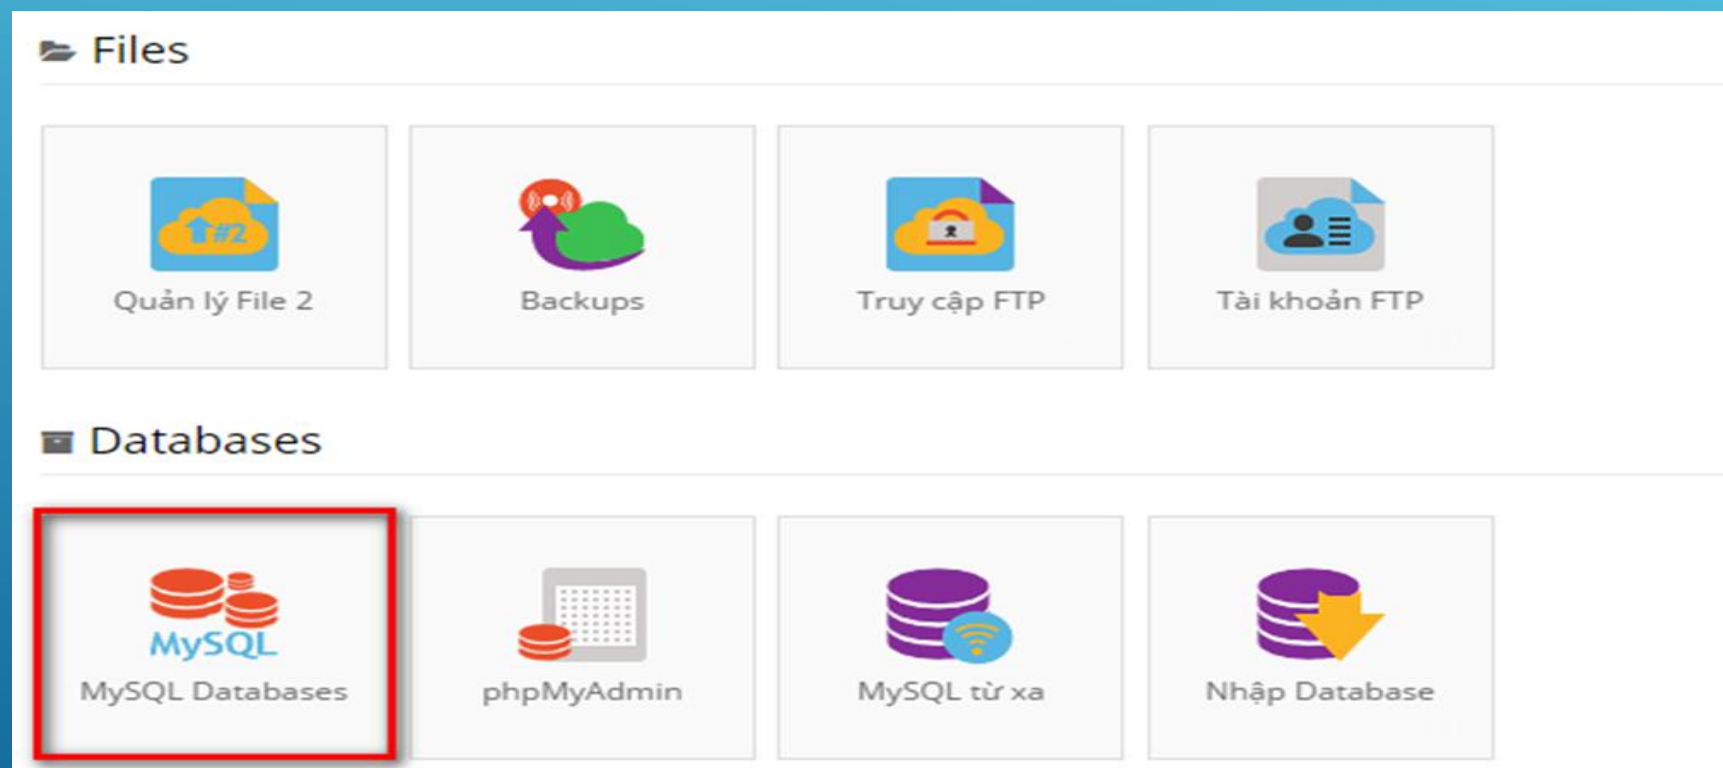 Files
#2
Quản lý File 2
Backups
Truy cập FTP
Tài khoản FTP
Databases
MySQL
MySQL Databases
phpMyAdmin
MySQL từ xa
Nhập Database